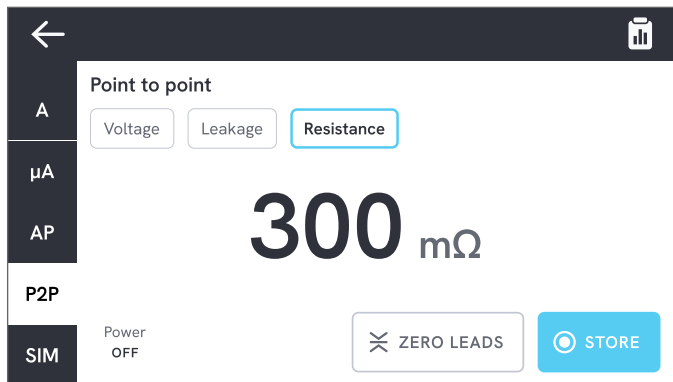 Point to point
A
Voltage Leakage Resistance
µA
300 mΩ
AP
P2P
Power
OFF
ZERO LEADS
STORE
SIM